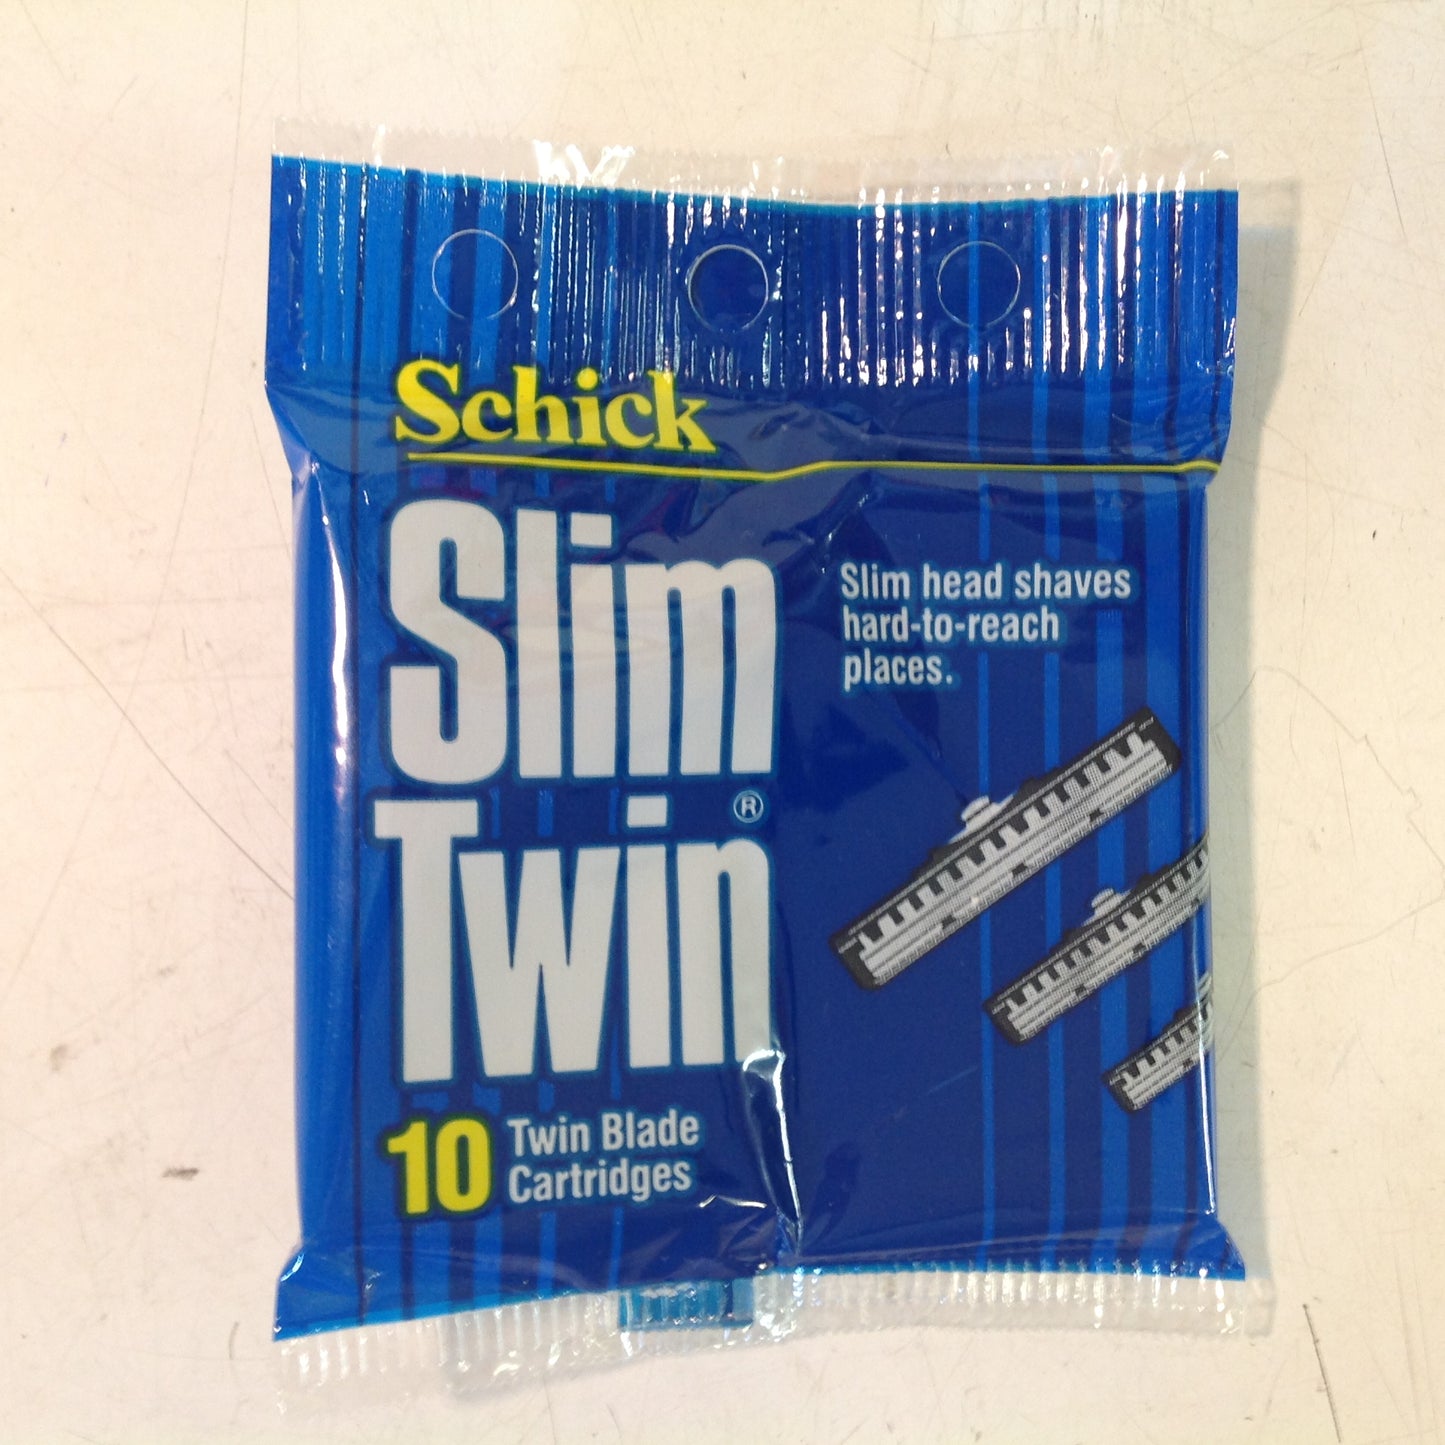 Schick
Slim
Twin®
Slim head shaves
hard-to-reach
places.
10 Twin Blade
Cartridges